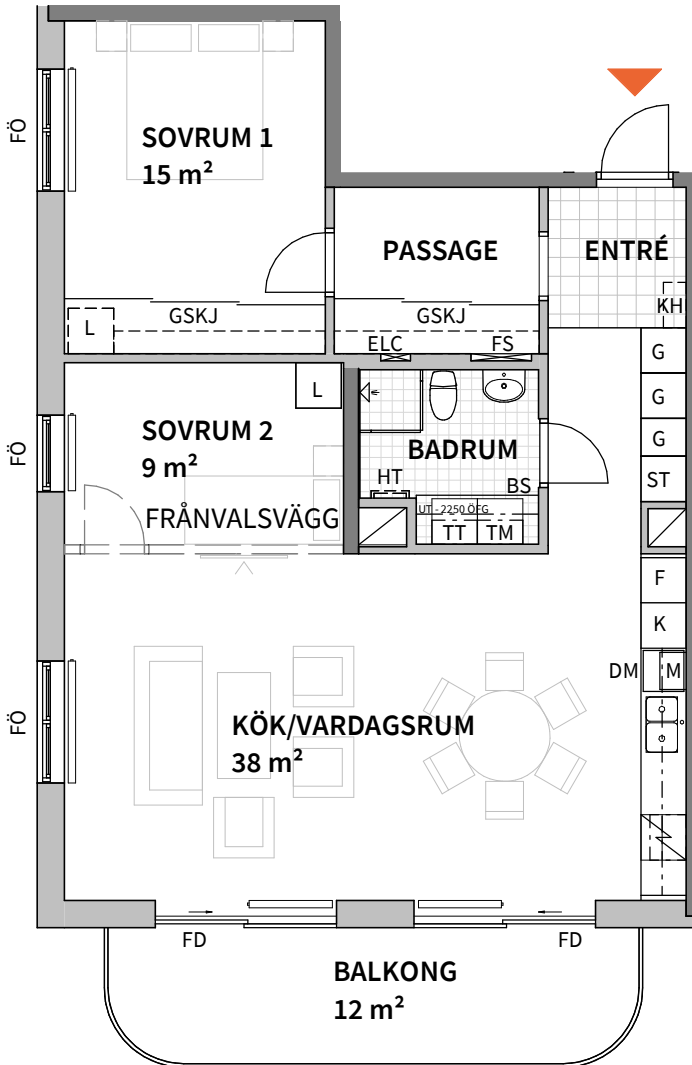 FÖ
SOVRUM 1
15 m²
PASSAGE
ENTRÉ
KH
L
GSKJ
GSKJ
ELC
FS
G
G
G
ST
L
FÖ
SOVRUM 2
9 m²
BADRUM
HT
BS
UT - 2250 ÖFG
TT
TM
FRÅNVALSVÄGG
F
K
DM
M
FÖ
KÖK/VARDAGSRUM
38 m²
FD
FD
BALKONG
12 m²